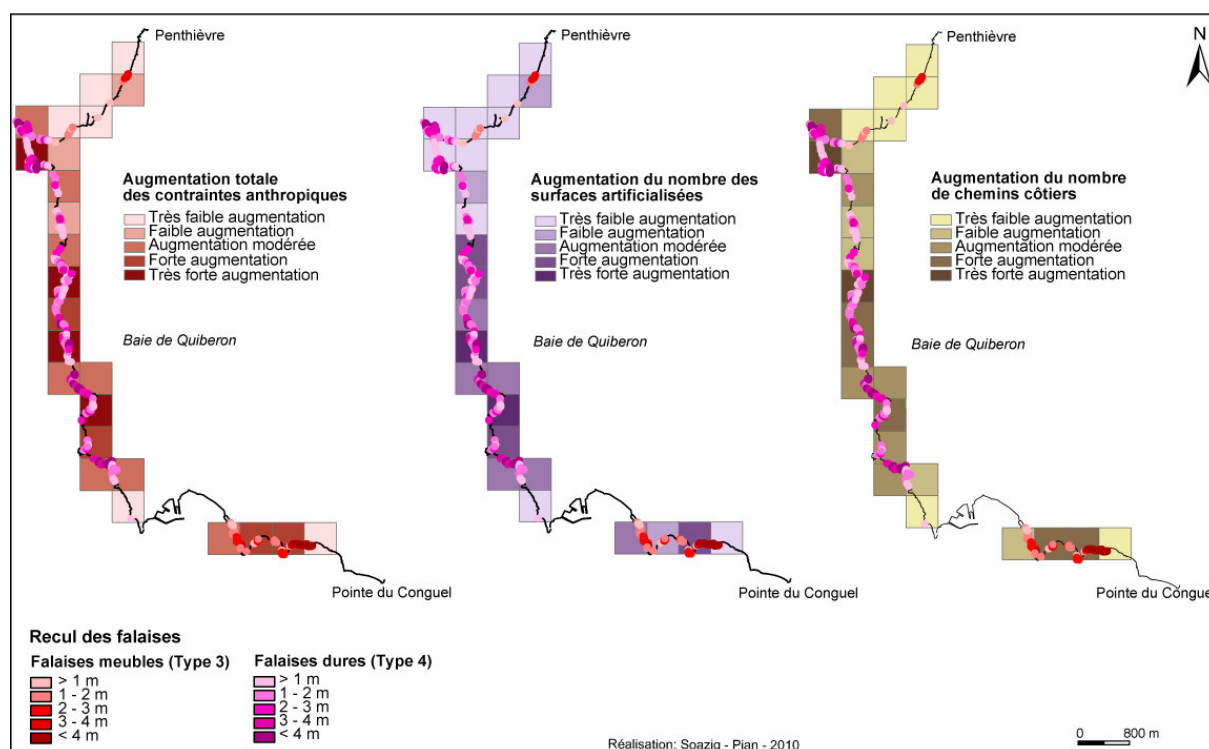 Penthièvre
Penthièvre
Penthièvre
N
Augmentation totale
des contraintes anthropiques
Très faible augmentation
Faible augmentation
Augmentation modérée
Forte augmentation
Très forte augmentation
Augmentation du nombre des
surfaces artificialisées
Très faible augmentation
Faible augmentation
Augmentation modérée
Forte augmentation
Très forte augmentation
Augmentation du nombre
de chemins côtiers
Très faible augmentation
Faible augmentation
Augmentation modérée
Forte augmentation
Très forte augmentation
Baie de Quiberon
Baie de Quiberon
Baie de Quiberon
Pointe du Conguel
Pointe du Conguel
Pointe du Conguel
Recul des falaises
Falaises meubles (Type 3)
> 1 m
1 - 2 m
2 - 3 m
3 - 4 m
< 4 m
Falaises dures (Type 4)
> 1 m
1 - 2 m
2 - 3 m
3 - 4 m
< 4 m
Réalisation: Soazig - Pian - 2010
0 800 m